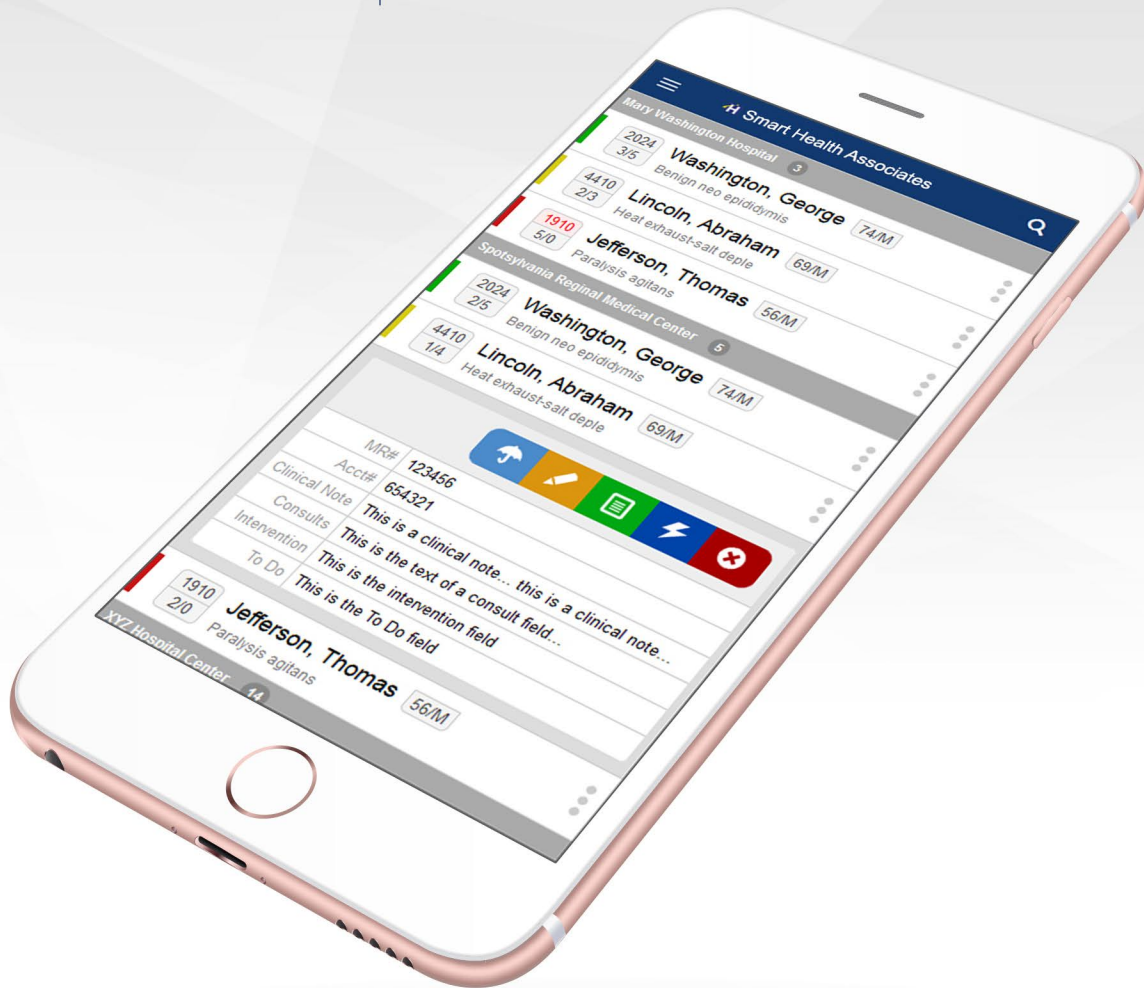 Smart Health Associates
Mary Washington Hospital 3
2024 Washington, George 74/M
3/5 Benign neo epididymis
4410 Lincoln, Abraham 69/M
2/3 Heat exhaust-salt deple
1910 Jefferson, Thomas 56/M
5/0 Paralysis agitans
Spotsylvania Reginal Medical Center 5
2024 Washington, George 74/M
2/5 Benign neo epididymis
4410 Lincoln, Abraham 69/M
1/4 Heat exhaust-salt deple
MR# 123456
Acct# 654321
Clinical Note This is a clinical note... this is a clinical note...
Consults This is the text of a consult field...
Intervention This is the intervention field
To Do This is the To Do field
1910 Jefferson, Thomas 56/M
2/0 Paralysis agitans
XYZ Hospital Center 14